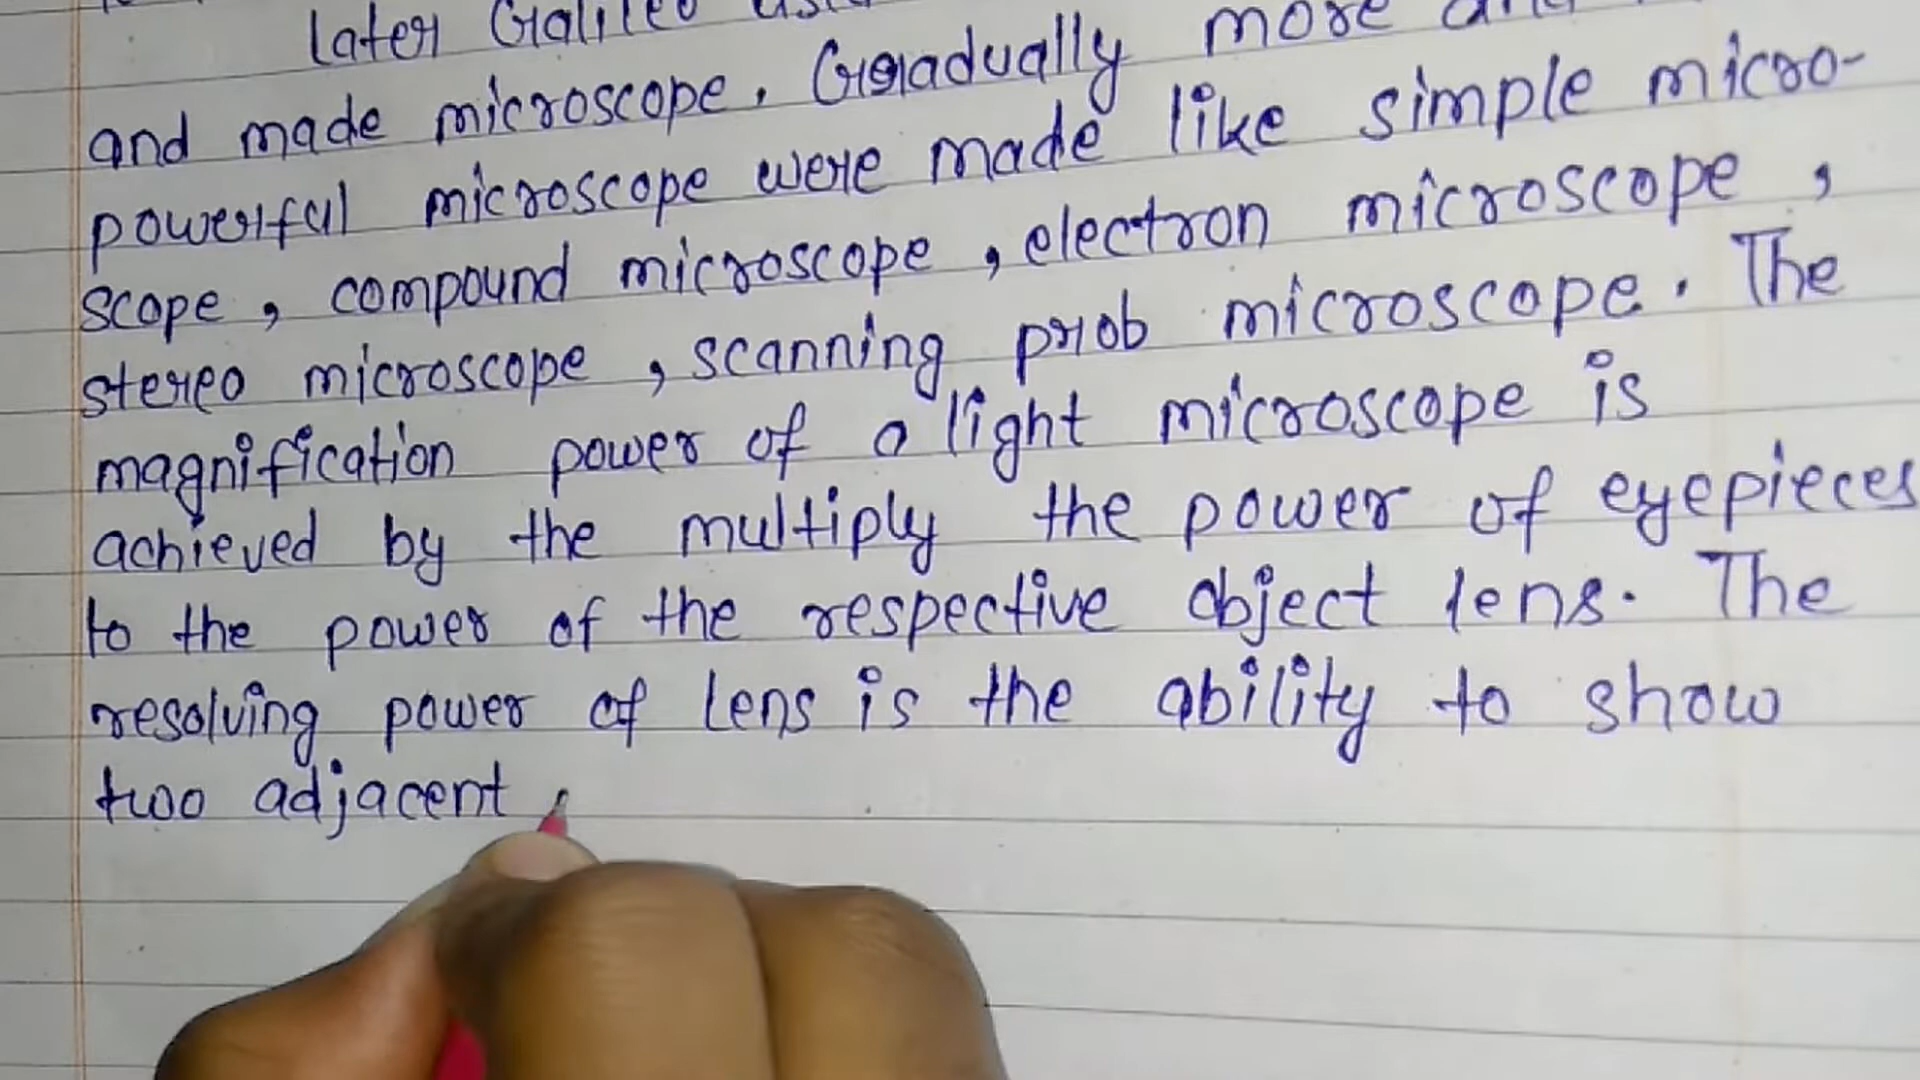 Later Galileo
and made microscope. Gradually more and
powerful microscope were made like simple micro-
scope, compound microscope, electron microscope,
stereo microscope, scanning prob microscope. The
magnification power of a light microscope is
achieved by the multiply the power of eyepieces
to the power of the respective object lens. The
resolving power of lens is the ability to show
two adjacent